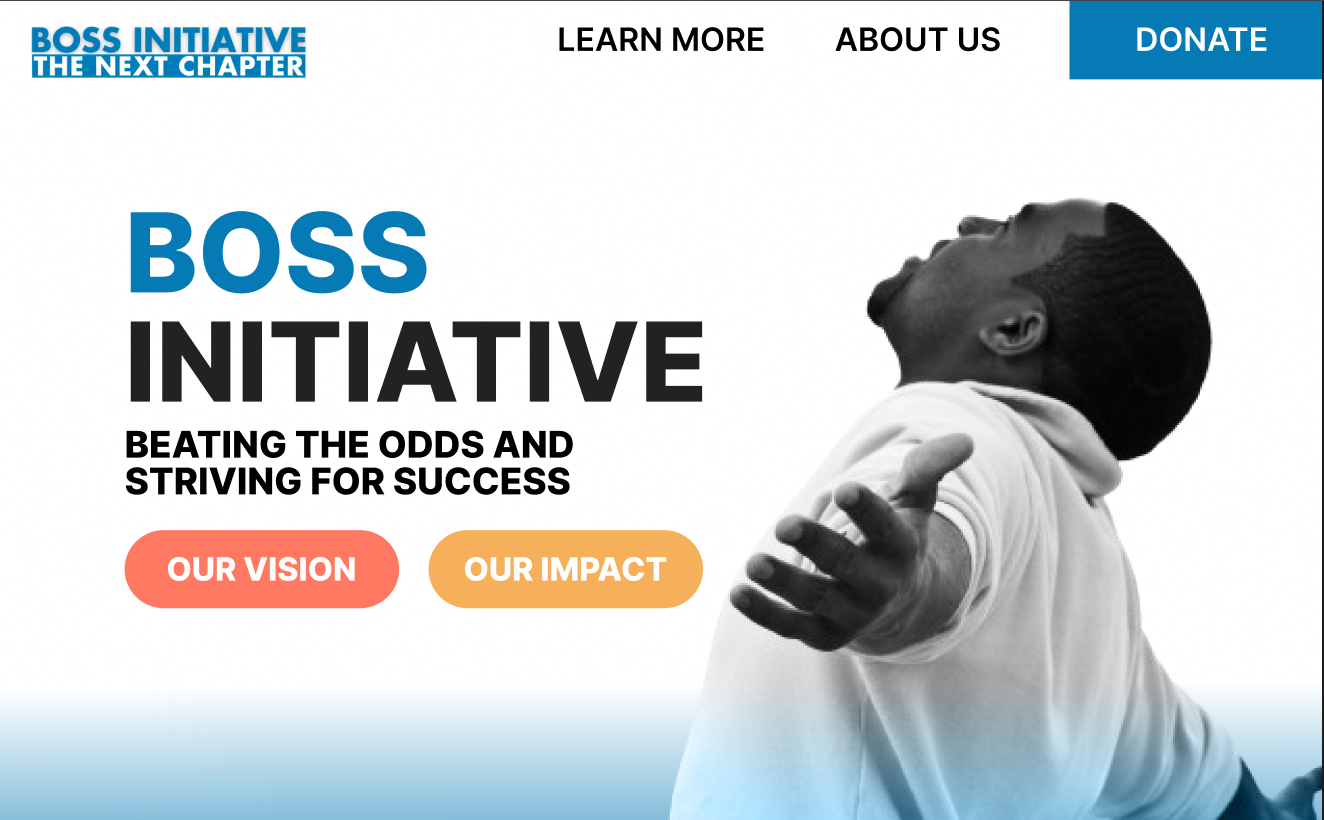 BOSS INITIATIVE
THE NEXT CHAPTER
LEARN MORE
ABOUT US
DONATE
BOSS
INITIATIVE
BEATING THE ODDS AND
STRIVING FOR SUCCESS
OUR VISION
OUR IMPACT